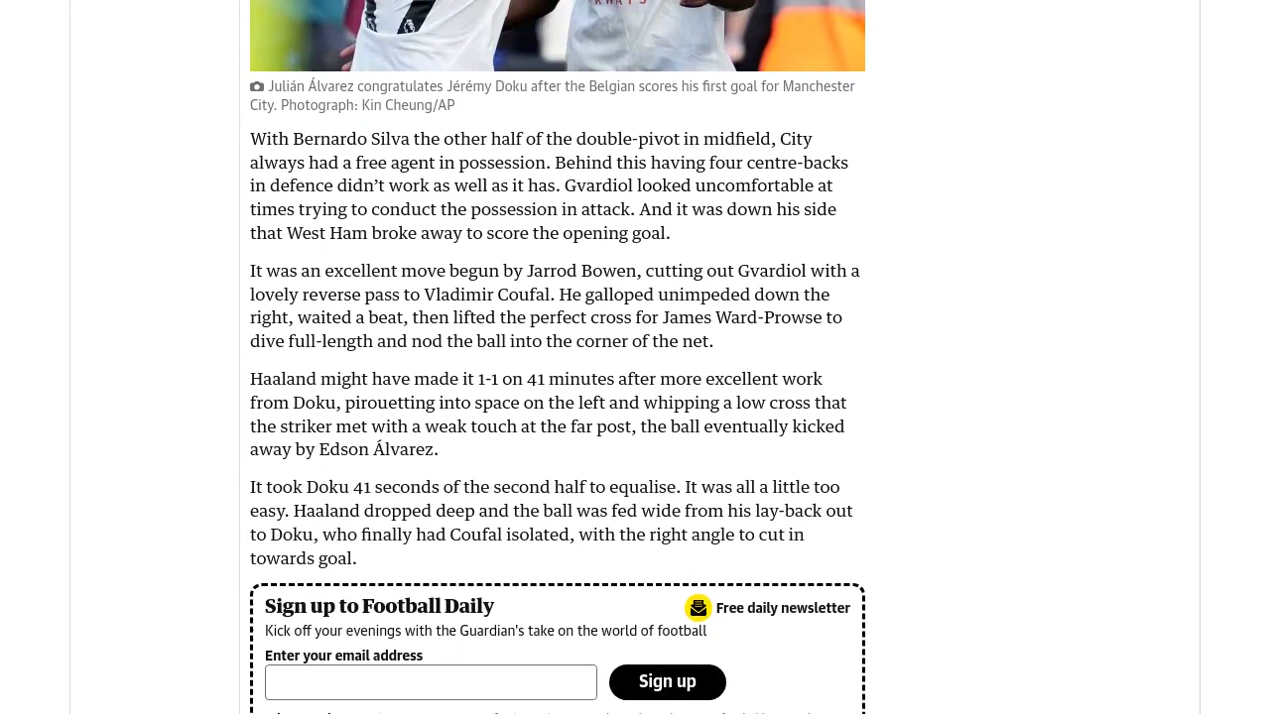 Julián Álvarez congratulates Jérémy Doku after the Belgian scores his first goal for Manchester
City. Photograph: Kin Cheung/AP
With Bernardo Silva the other half of the double-pivot in midfield, City
always had a free agent in possession. Behind this having four centre-backs
in defence didn’t work as well as it has. Gvardiol looked uncomfortable at
times trying to conduct the possession in attack. And it was down his side
that West Ham broke away to score the opening goal.
It was an excellent move begun by Jarrod Bowen, cutting out Gvardiol with a
lovely reverse pass to Vladimir Coufal. He galloped unimpeded down the
right, waited a beat, then lifted the perfect cross for James Ward-Prowse to
dive full-length and nod the ball into the corner of the net.
Haaland might have made it 1-1 on 41 minutes after more excellent work
from Doku, pirouetting into space on the left and whipping a low cross that
the striker met with a weak touch at the far post, the ball eventually kicked
away by Edson Álvarez.
It took Doku 41 seconds of the second half to equalise. It was all a little too
easy. Haaland dropped deep and the ball was fed wide from his lay-back out
to Doku, who finally had Coufal isolated, with the right angle to cut in
towards goal.
Sign up to Football Daily
Free daily newsletter
Kick off your evenings with the Guardian's take on the world of football
Enter your email address
Sign up